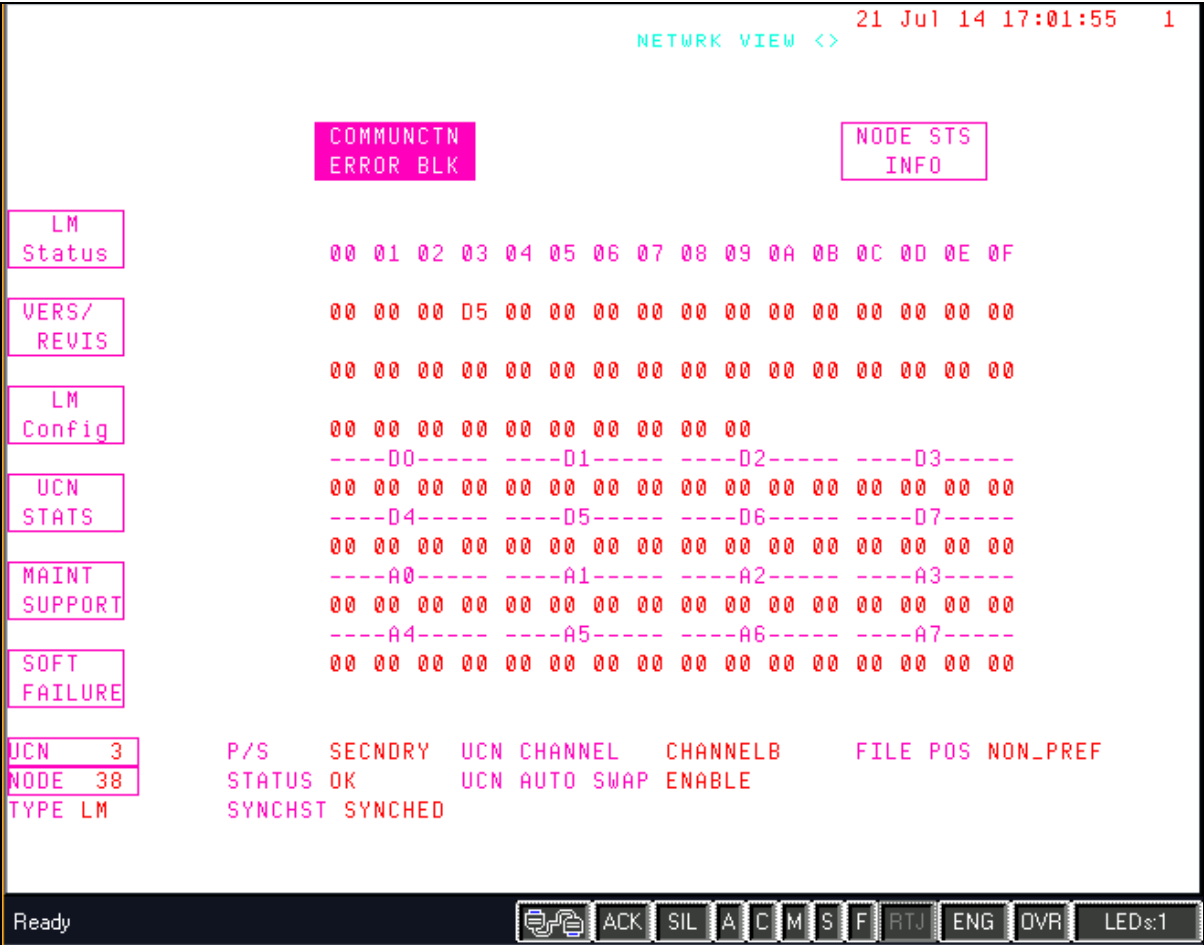 21 Jul 14 17:01:55 1
NETWRK VIEW <>
COMMUNCTN
ERROR BLK
NODE STS
INFO
LM
Status
00 01 02 03 04 05 06 07 08 09 0A 0B 0C 0D 0E 0F
VERS/
REVIS
00 00 00 D5 00 00 00 00 00 00 00 00 00 00 00 00
00 00 00 00 00 00 00 00 00 00 00 00 00 00 00 00
LM
Config
00 00 00 00 00 00 00 00 00 00
----D0----- ----D1----- ----D2----- ----D3-----
UCN
STATS
00 00 00 00 00 00 00 00 00 00 00 00 00 00 00 00
----D4----- ----D5----- ----D6----- ----D7-----
00 00 00 00 00 00 00 00 00 00 00 00 00 00 00 00
MAINT
SUPPORT
----A0----- ----A1----- ----A2----- ----A3-----
00 00 00 00 00 00 00 00 00 00 00 00 00 00 00 00
----A4----- ----A5----- ----A6----- ----A7-----
SOFT
FAILURE
00 00 00 00 00 00 00 00 00 00 00 00 00 00 00 00
UCN 3 P/S SECNDRY UCN CHANNEL CHANNELB FILE POS NON_PREF
NODE 38 STATUS OK UCN AUTO SWAP ENABLE
TYPE LM SYNCHST SYNCHED
Ready ACK SIL A C M S F RTJ ENG OVR LEDs:1